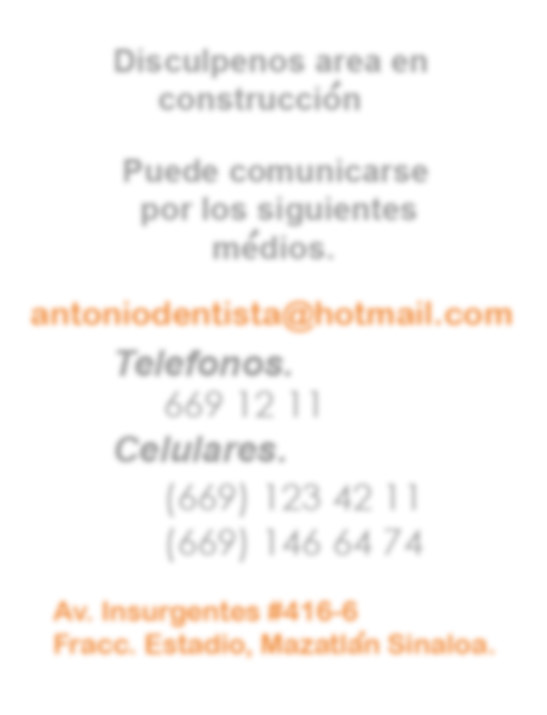 Disculpenos area en
construcción
Puede comunicarse
por los siguientes
médios.
antoniodentista@hotmail.com
Telefonos.
669 12 11
Celulares.
(669) 123 42 11
(669) 146 64 74
Av. Insurgentes #416-6
Fracc. Estadio, Mazatlán Sinaloa.